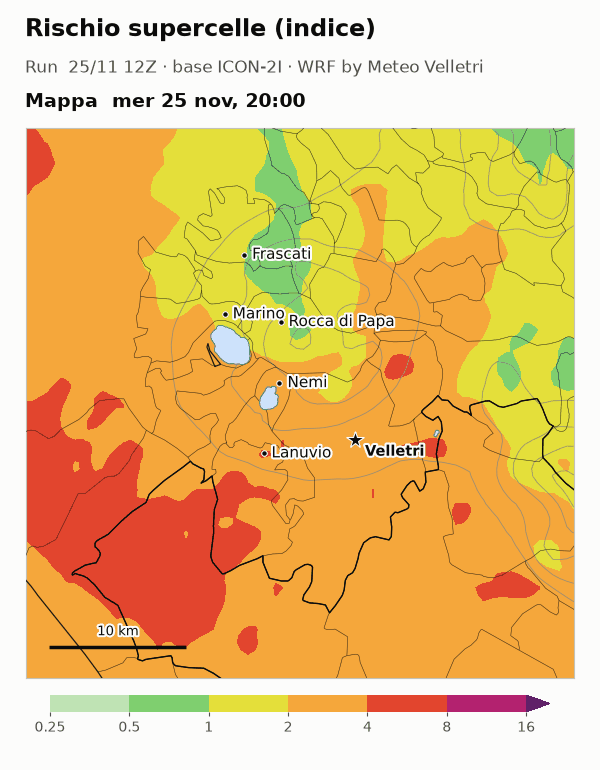 Rischio supercelle (indice)
Run  25/11 12Z · base ICON-2I · WRF by Meteo Velletri
Mappa  mer 25 nov, 20:00
Frascati
Marino
Rocca di Papa
Nemi
Velletri
Lanuvio
10 km
0.25 0.5 1 2 4 8 16